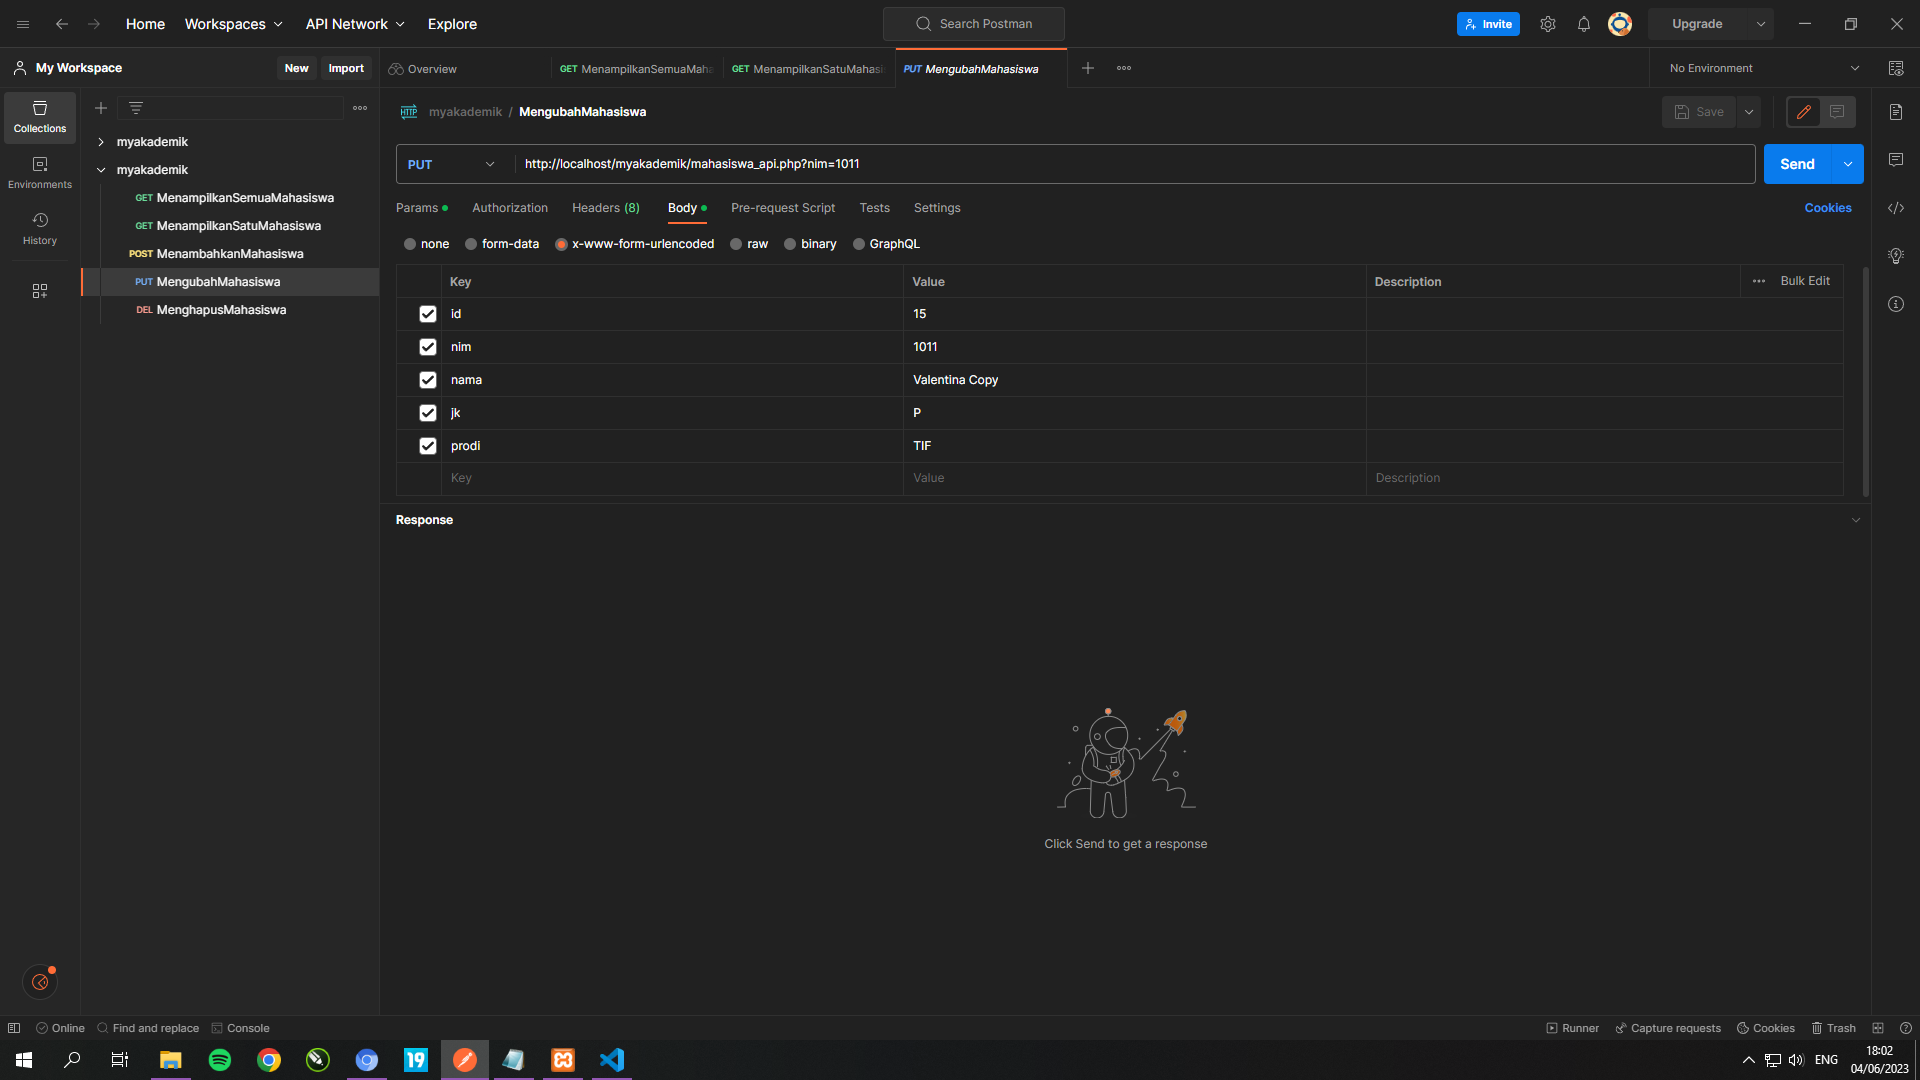 Home Workspaces API Network Explore Search Postman Invite Upgrade
My Workspace New Import Overview GET MenampilkanSemuaMaha GET MenampilkanSatuMahasis PUT MengubahMahasiswa No Environment
Collections
Environments
History
myakademik
myakademik
GET MenampilkanSemuaMahasiswa
GET MenampilkanSatuMahasiswa
POST MenambahkanMahasiswa
PUT MengubahMahasiswa
DEL MenghapusMahasiswa
HTTP myakademik / MengubahMahasiswa Save
PUT http://localhost/myakademik/mahasiswa_api.php?nim=1011 Send
Params Authorization Headers (8) Body Pre-request Script Tests Settings Cookies
none form-data x-www-form-urlencoded raw binary GraphQL
Key Value Description Bulk Edit
id 15
nim 1011
nama Valentina Copy
jk P
prodi TIF
Key Value Description
Response
Click Send to get a response
Online Find and replace Console Runner Capture requests Cookies Trash
19
ENG 18:02
04/06/2023